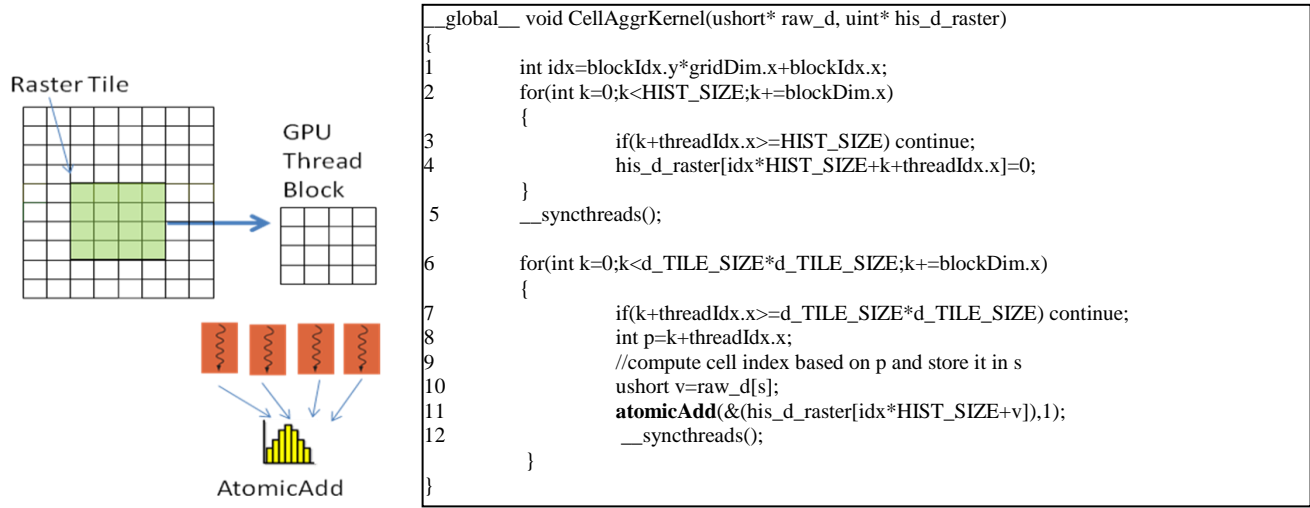 Raster Tile
GPU
Thread
Block
AtomicAdd
__global__ void CellAggrKernel(ushort* raw_d, uint* his_d_raster)
{
1 int idx=blockIdx.y*gridDim.x+blockIdx.x;
2 for(int k=0;k<HIST_SIZE;k+=blockDim.x)
{
3 if(k+threadIdx.x>=HIST_SIZE) continue;
4 his_d_raster[idx*HIST_SIZE+k+threadIdx.x]=0;
}
5 __syncthreads();
6 for(int k=0;k<d_TILE_SIZE*d_TILE_SIZE;k+=blockDim.x)
{
7 if(k+threadIdx.x>=d_TILE_SIZE*d_TILE_SIZE) continue;
8 int p=k+threadIdx.x;
9 //compute cell index based on p and store it in s
10 ushort v=raw_d[s];
11 atomicAdd(&(his_d_raster[idx*HIST_SIZE+v]),1);
12 __syncthreads();
}
}